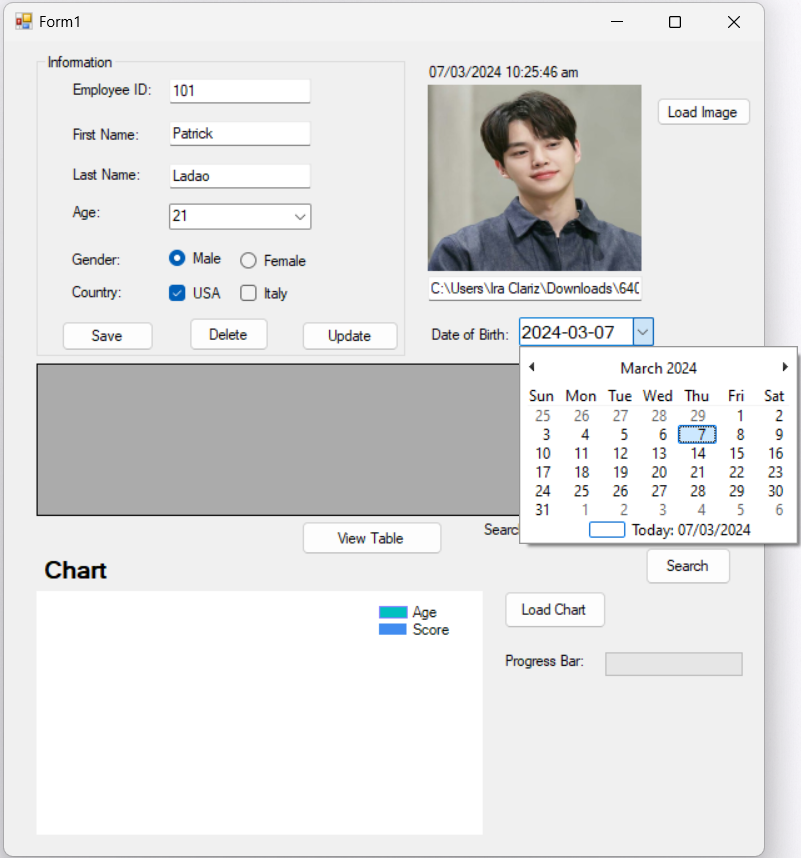 Form1
Information
Employee ID: 101
First Name: Patrick
Last Name: Ladao
Age: 21
Gender: Male Female
Country: USA Italy
Save Delete Update
07/03/2024 10:25:46 am
Load Image
C:\Users\Ira Clariz\Downloads\640
Date of Birth: 2024-03-07
March 2024
Sun Mon Tue Wed Thu Fri Sat
25 26 27 28 29 1 2
3 4 5 6 7 8 9
10 11 12 13 14 15 16
17 18 19 20 21 22 23
24 25 26 27 28 29 30
31 1 2 3 4 5 6
Today: 07/03/2024
View Table
Search
Search
Chart
Age
Score
Load Chart
Progress Bar: